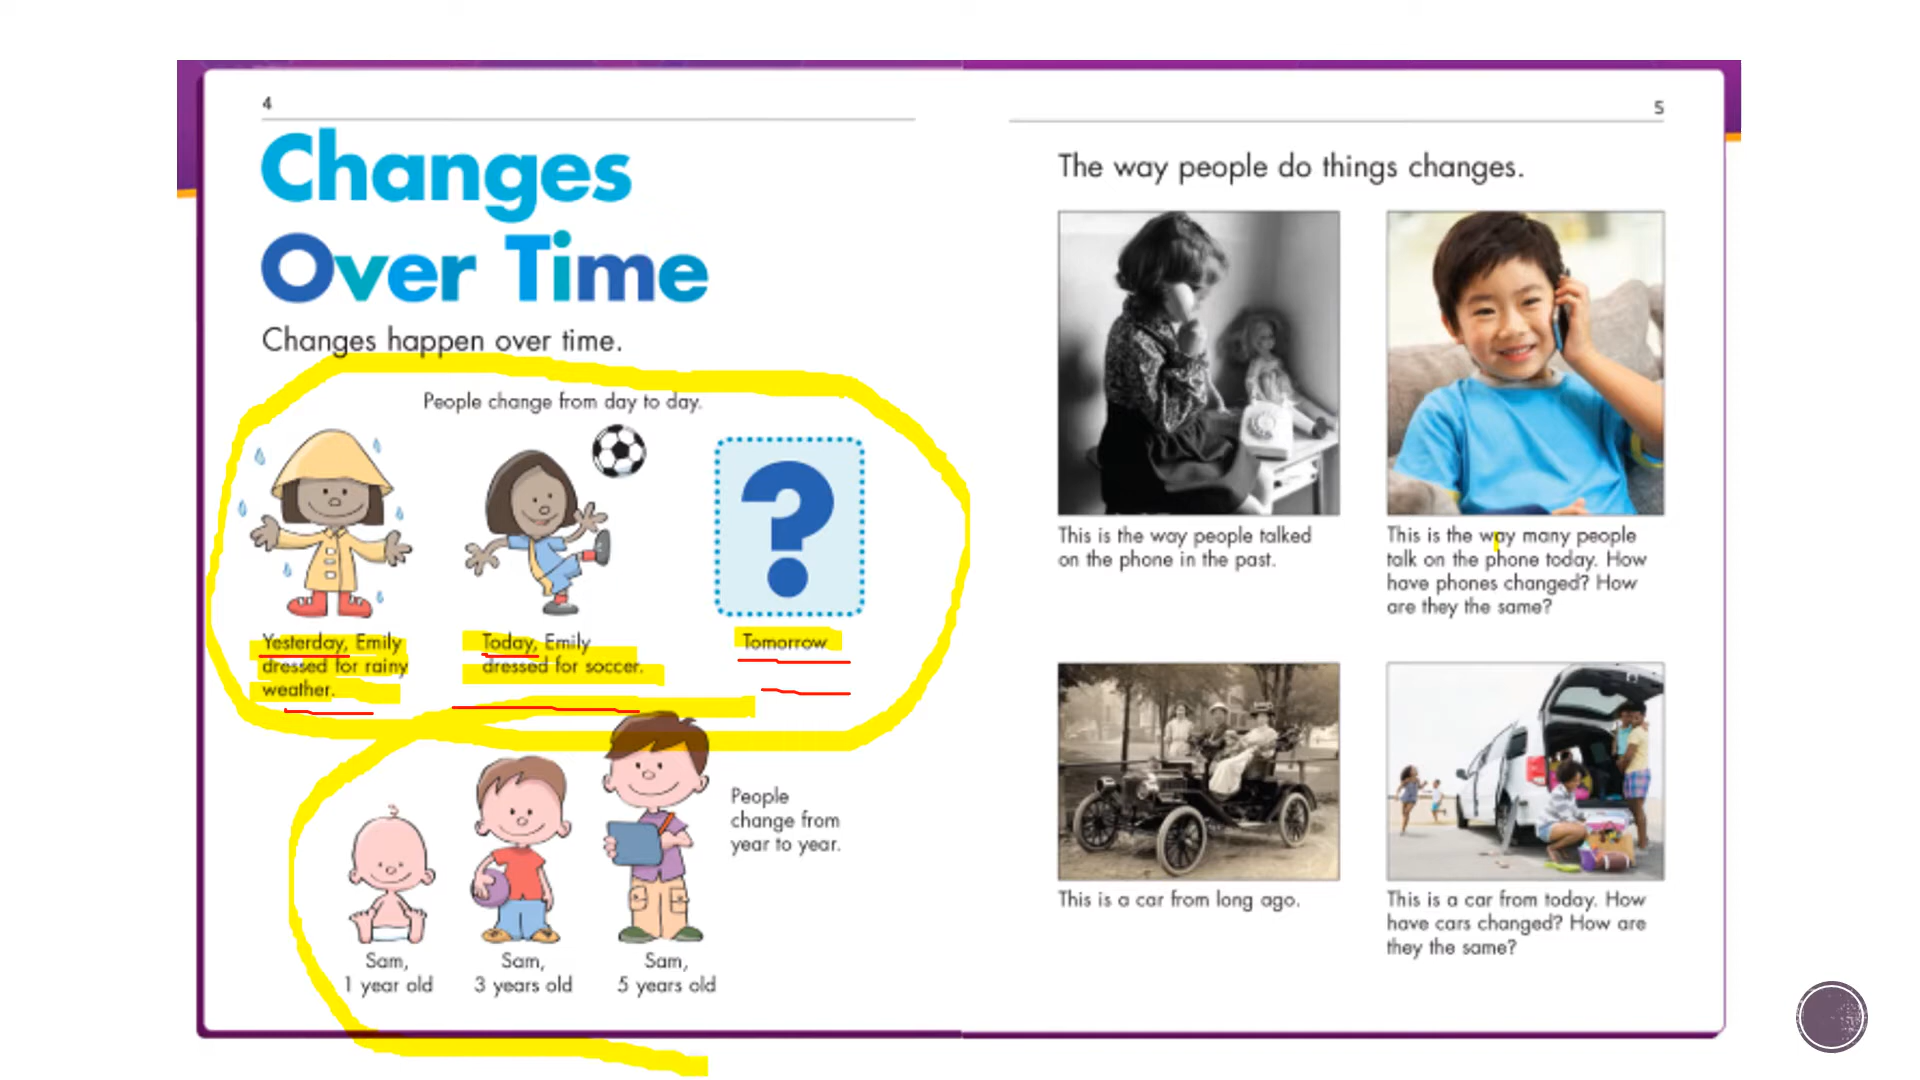 4
Changes
Over Time
Changes happen over time.
People change from day to day.
?
Yesterday, Emily
dressed for rainy
weather.
Today, Emily
dressed for soccer.
Tomorrow
People
change from
year to year.
Sam,
1 year old
Sam,
3 years old
Sam,
5 years old
5
The way people do things changes.
This is the way people talked
on the phone in the past.
This is the way many people
talk on the phone today. How
have phones changed? How
are they the same?
This is a car from long ago.
This is a car from today. How
have cars changed? How are
they the same?